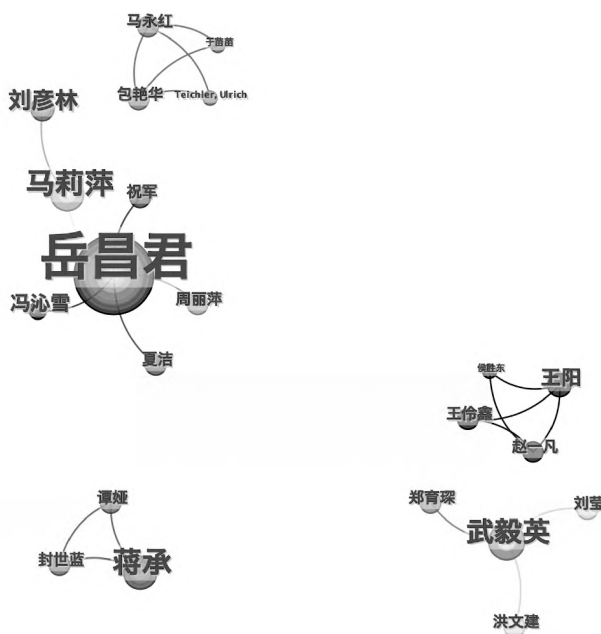 马永红
于苗苗
包艳华
Teichler, Ulrich
刘彦林
马莉萍
祝军
岳昌君
冯沁雪
周丽萍
夏洁
侯胜东
王阳
王伶鑫
赵一凡
谭娅
封世蓝
蒋承
郑育琛
刘莹
武毅英
洪文建